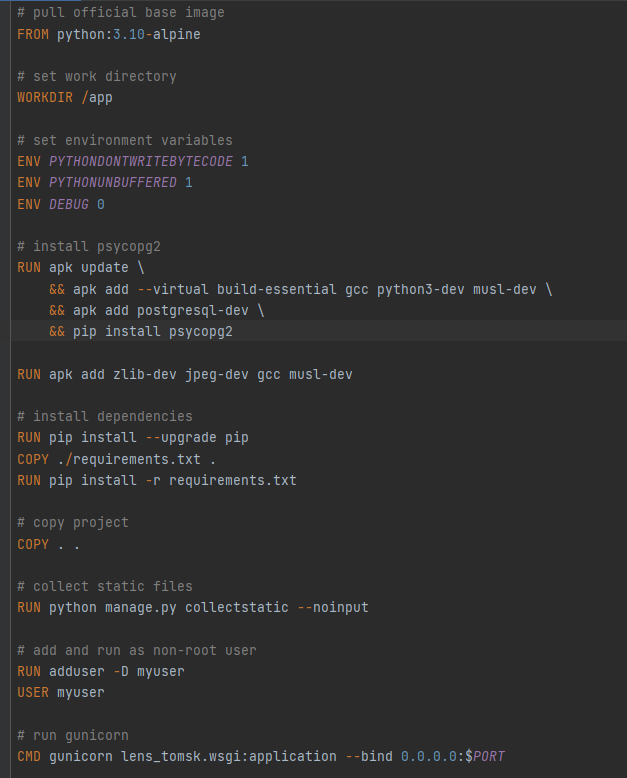 # pull official base image
FROM python:3.10-alpine
# set work directory
WORKDIR /app
# set environment variables
ENV PYTHONDONTWRITEBYTECODE 1
ENV PYTHONUNBUFFERED 1
ENV DEBUG 0
# install psycopg2
RUN apk update \
    && apk add --virtual build-essential gcc python3-dev musl-dev \
    && apk add postgresql-dev \
    && pip install psycopg2
RUN apk add zlib-dev jpeg-dev gcc musl-dev
# install dependencies
RUN pip install --upgrade pip
COPY ./requirements.txt .
RUN pip install -r requirements.txt
# copy project
COPY . .
# collect static files
RUN python manage.py collectstatic --noinput
# add and run as non-root user
RUN adduser -D myuser
USER myuser
# run gunicorn
CMD gunicorn lens_tomsk.wsgi:application --bind 0.0.0.0:$PORT